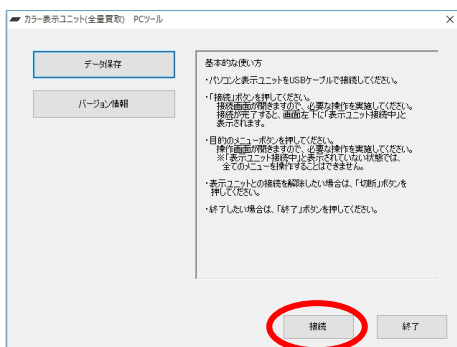 カラー表示ユニット(全量買取) PCツール
データ保存
バージョン情報
基本的な使い方
・パソコンと表示ユニットをUSBケーブルで接続してください。
・「接続」ボタンを押してください。
接続画面が開きますので、必要な操作を実施してください。
接続が完了すると、画面左下に「表示ユニット接続中」と
表示されます。
・目的のメニューボタンを押してください。
操作画面が開きますので、必要な操作を実施してください。
※「表示ユニット接続中」と表示されていない状態では、
全てのメニューを操作することはできません。
・表示ユニットとの接続を解除したい場合は、「切断」ボタンを
押してください。
・終了したい場合は、「終了」ボタンを押してください。
接続
終了